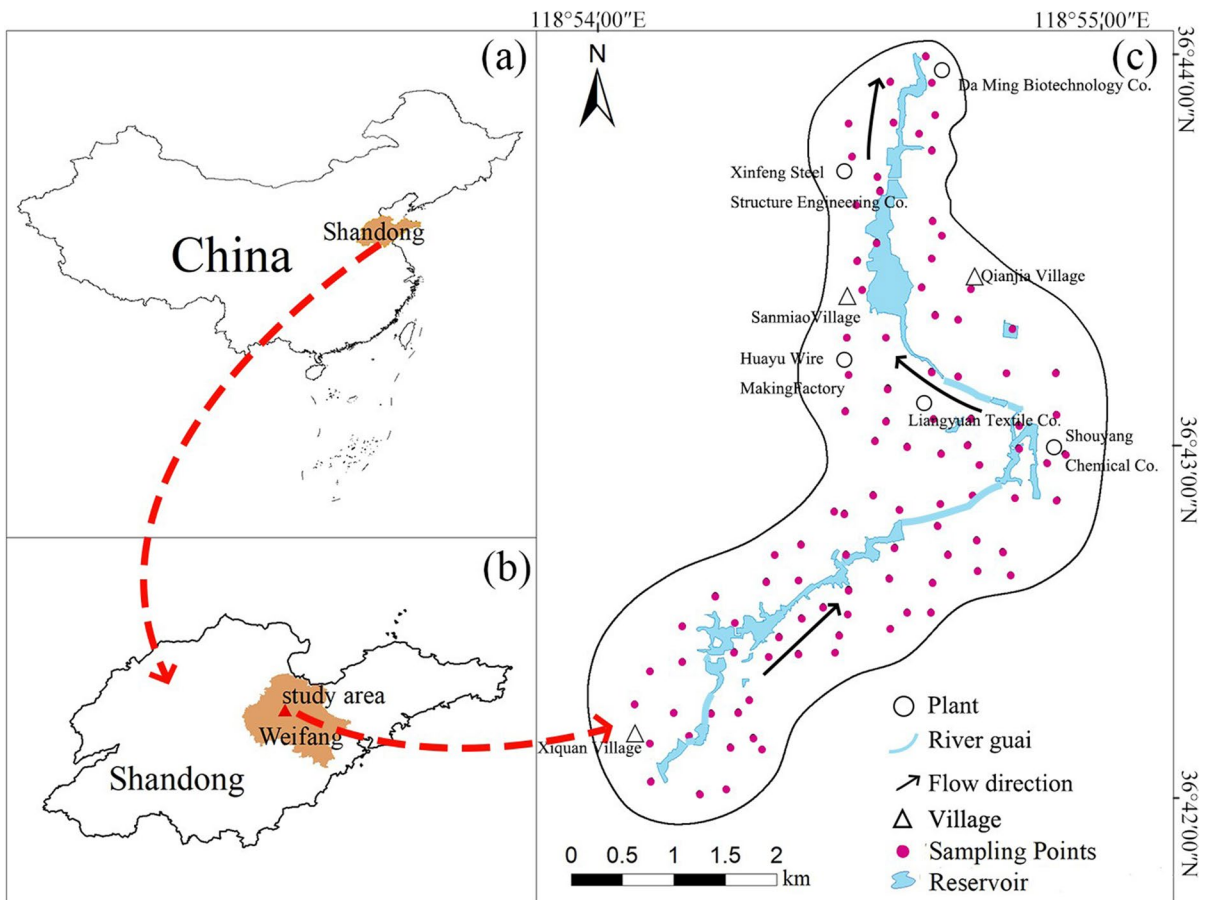 118°54′00″E
118°55′00″E
(a)
China
Shandong
(b)
study area
Weifang
Shandong
(c)
N
36°44′00″N
36°43′00″N
36°42′00″N
Da Ming Biotechnology Co.
Xinfeng Steel
Structure Engineering Co.
Qianjia Village
SanmiaoVillage
Huayu Wire
MakingFactory
Liangyuan Textile Co.
Shouyang
Chemical Co.
Xiquan Village
Plant
River guai
Flow direction
Village
Sampling Points
Reservoir
0 0.5 1 1.5 2
km